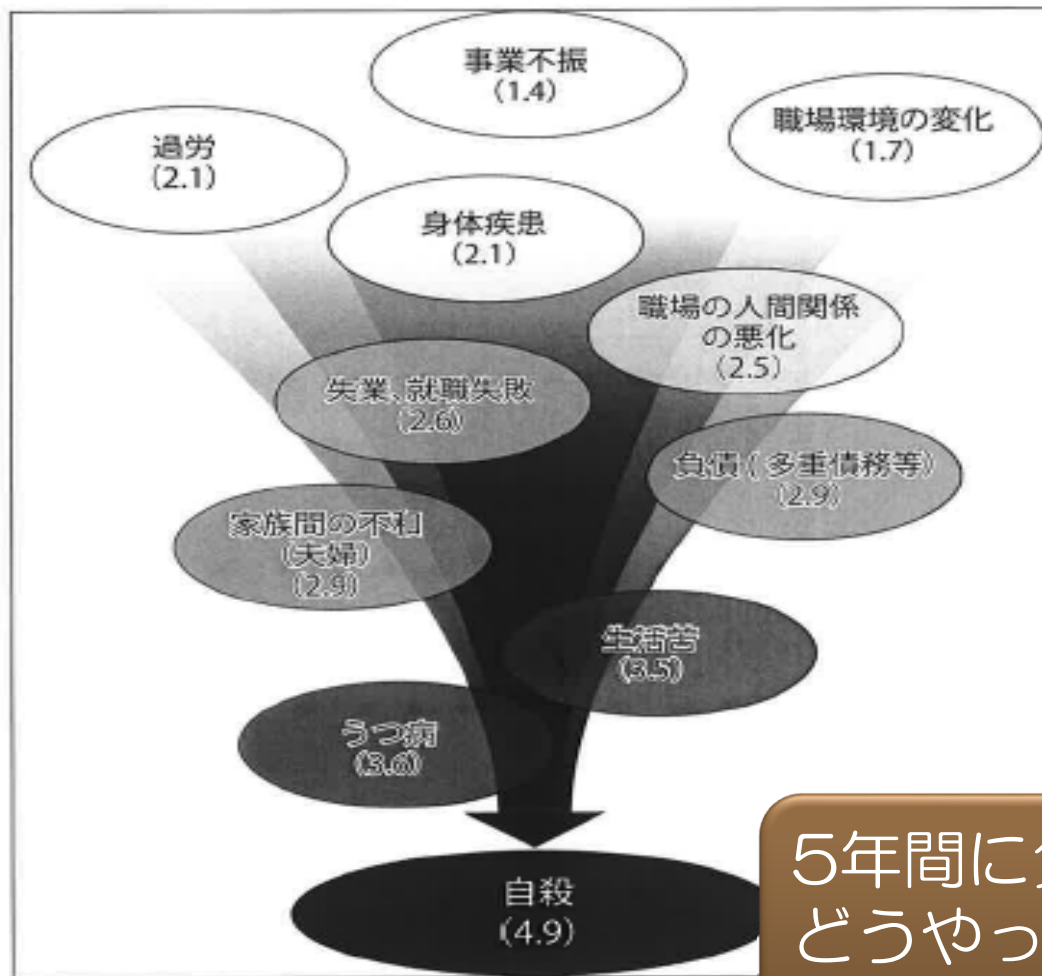 事業不振
(1.4)
過労
(2.1)
職場環境の変化
(1.7)
身体疾患
(2.1)
職場の人間関係
の悪化
(2.5)
失業、就職失敗
(2.6)
負債(多重債務等)
(2.9)
家族間の不和
(夫婦)
(2.9)
生活苦
(3.5)
うつ病
(3.6)
自殺
(4.9)
5年間に
どうやっ